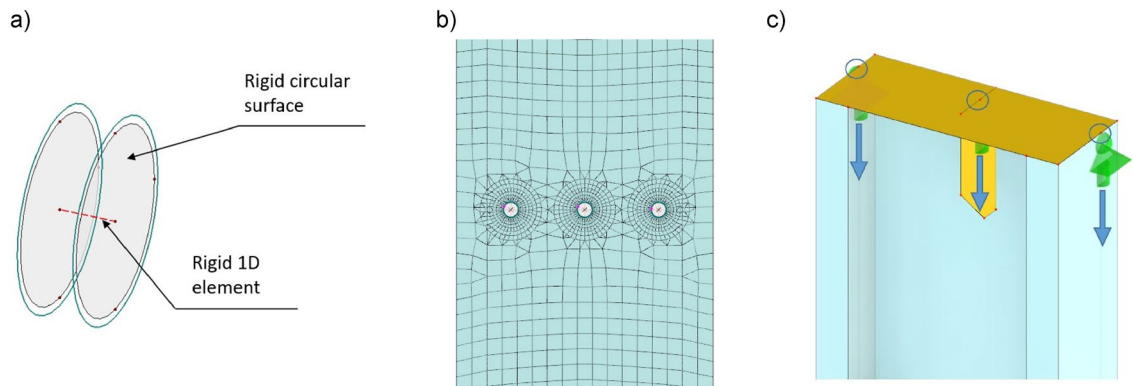 a)
b)
c)
Rigid circular
surface
Rigid 1D
element